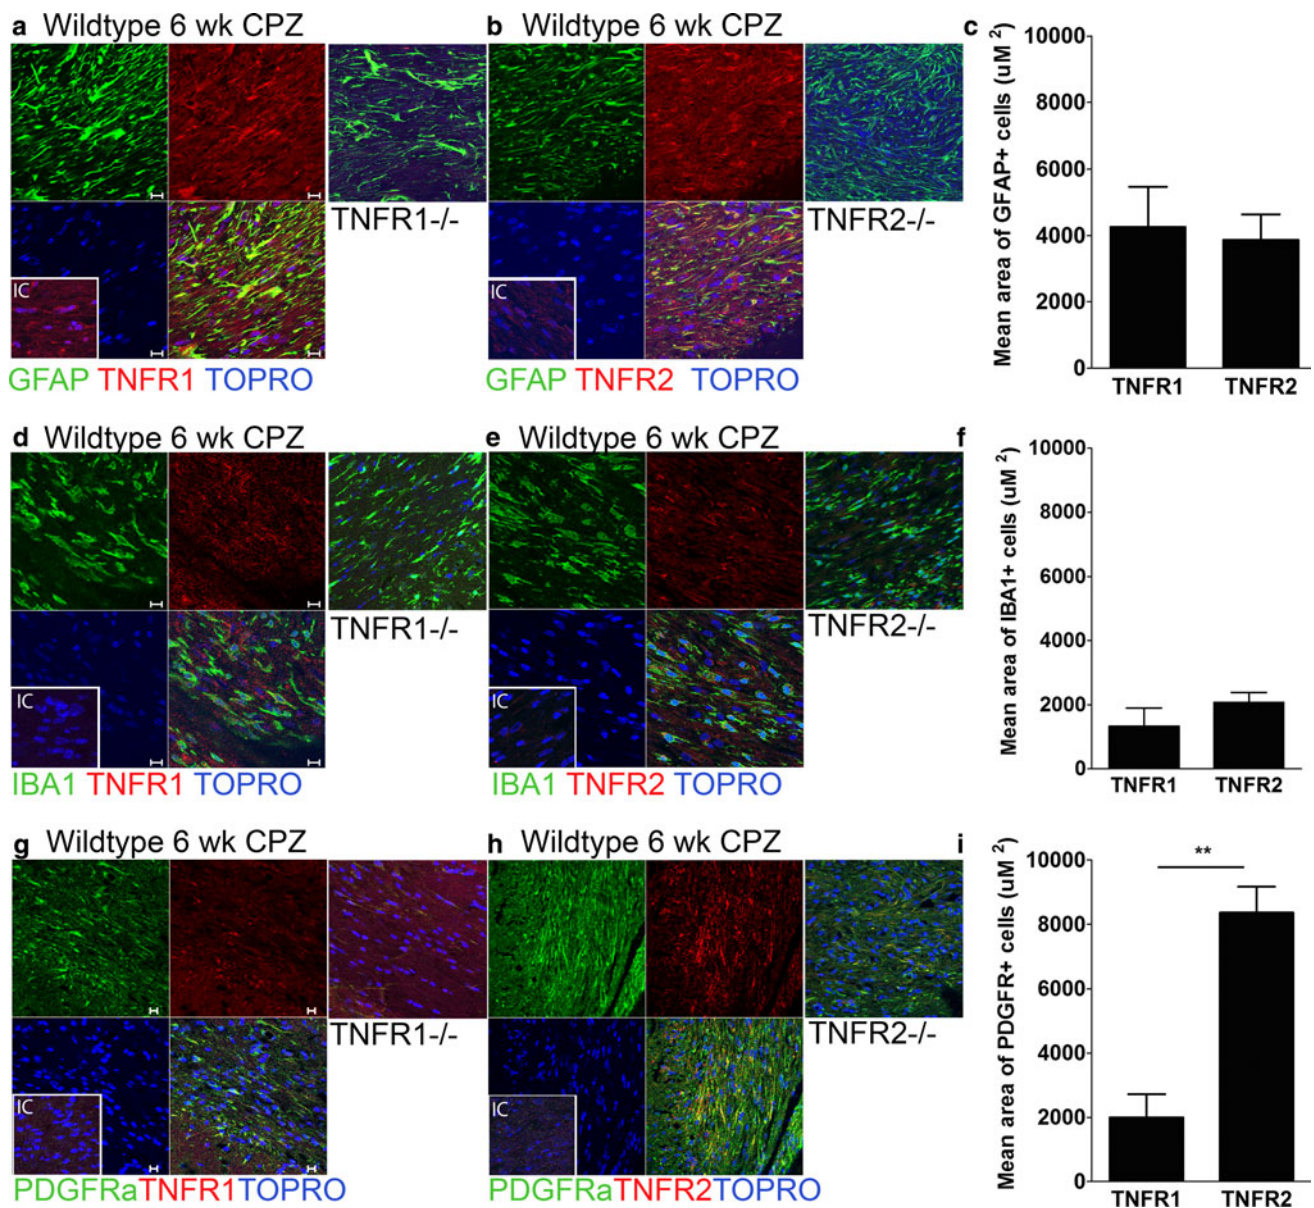 a Wildtype 6 wk CPZ
TNFR1-/-
IC
GFAP TNFR1 TOPRO
b Wildtype 6 wk CPZ
TNFR2-/-
IC
GFAP TNFR2 TOPRO
c
Mean area of GFAP+ cells (uM ²)
10000
8000
6000
4000
2000
0
TNFR1 TNFR2
d Wildtype 6 wk CPZ
TNFR1-/-
IC
IBA1 TNFR1 TOPRO
e Wildtype 6 wk CPZ
TNFR2-/-
IC
IBA1 TNFR2 TOPRO
f
Mean area of IBA1+ cells (uM ²)
10000
8000
6000
4000
2000
0
TNFR1 TNFR2
g Wildtype 6 wk CPZ
TNFR1-/-
IC
PDGFRaTNFR1TOPRO
h Wildtype 6 wk CPZ
TNFR2-/-
IC
PDGFRaTNFR2TOPRO
i
Mean area of PDGFR+ cells (uM ²)
10000
8000
6000
4000
2000
0
**
TNFR1 TNFR2